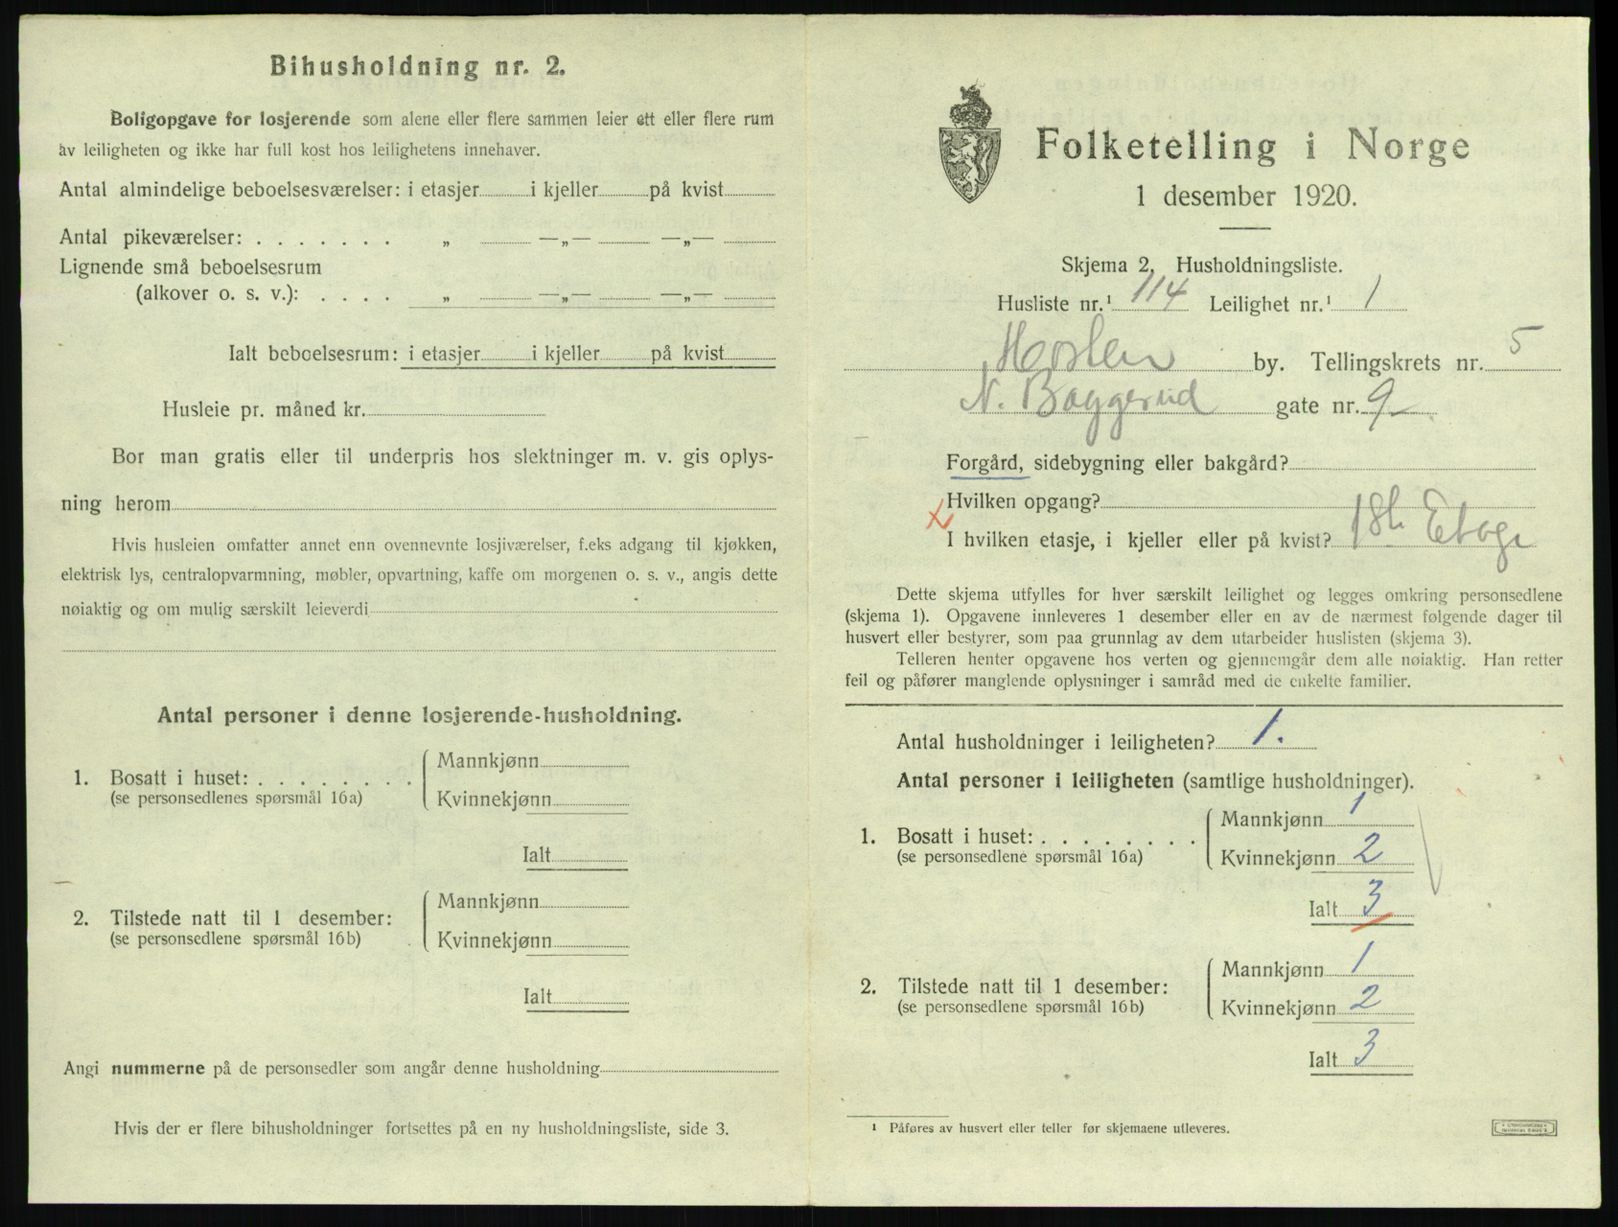 Bihusholdning nr. 2.
Boligopgave for losjerende som alene eller flere sammen leier ett eller flere rum
av leiligheten og ikke har full kost hos leilighetens innehaver.
Antal almindelige beboelsesværelser: i etasjer i kjeller på kvist
Antal pikeværelser: . . . . . . . „ —„— —„—
Lignende små beboelsesrum
(alkover o. s. v.): . . . . „ —„— —„—
Ialt beboelsesrum: i etasjer i kjeller på kvist
Husleie pr. måned kr.
Bor man gratis eller til underpris hos slektninger m. v. gis oplys-
ning herom
Hvis husleien omfatter annet enn ovennevnte losjiværelser, f.eks adgang til kjøkken,
elektrisk lys, centralopvarmning, møbler, opvartning, kaffe om morgenen o. s. v., angis dette
nøiaktig og om mulig særskilt leieverdi
Antal personer i denne losjerende-husholdning.
1. Bosatt i huset: . . . . . . . .
(se personsedlenes spørsmål 16a)
Mannkjønn
Kvinnekjønn
Ialt
2. Tilstede natt til 1 desember:
(se personsedlene spørsmål 16b)
Mannkjønn
Kvinnekjønn
Ialt
Angi nummerne på de personsedler som angår denne husholdning
Hvis der er flere bihusholdninger fortsettes på en ny husholdningsliste, side 3.
Folketelling i Norge
1 desember 1920.
Skjema 2. Husholdningsliste.
Husliste nr.¹ 114 Leilighet nr.¹ 1
by. Tellingskrets nr. 5
N. Baggerud gate nr. 9
Forgård, sidebygning eller bakgård?
Hvilken opgang?
I hvilken etasje, i kjeller eller på kvist? Etage
Dette skjema utfylles for hver særskilt leilighet og legges omkring personsedlene
(skjema 1). Opgavene innleveres 1 desember eller en av de nærmest følgende dager til
husvert eller bestyrer, som paa grunnlag av dem utarbeider huslisten (skjema 3).
Telleren henter opgavene hos verten og gjennemgår dem alle nøiaktig. Han retter
feil og påfører manglende oplysninger i samråd med de enkelte familier.
Antal husholdninger i leiligheten? 1.
Antal personer i leiligheten (samtlige husholdninger).
1. Bosatt i huset: . . . . . . . .
(se personsedlene spørsmål 16a)
Mannkjønn 1
Kvinnekjønn 2
Ialt 3
2. Tilstede natt til 1 desember:
(se personsedlene spørsmål 16b)
Mannkjønn 1
Kvinnekjønn 2
Ialt 3
¹ Påføres av husvert eller teller før skjemaene utleveres.